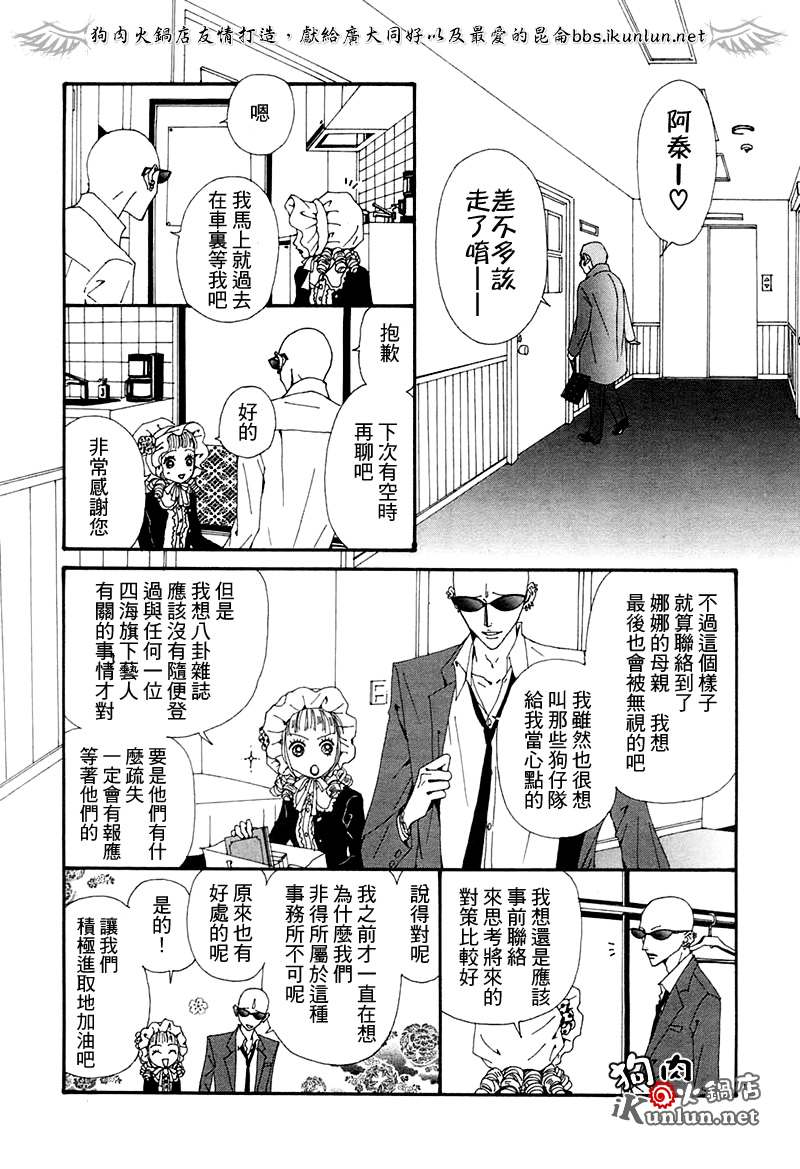 狗肉火鍋店友情打造，獻給廣大同好以及最愛的昆侖bbs.ikunlun.net
阿泰ー♡
差不多該
走了唷ーー
嗯
我馬上就過去
在車裏等我吧
抱歉
下次有空時
再聊吧
好的
非常感謝您
不過這個樣子
就算聯絡到了
娜娜的母親　我想
最後也會被無視的吧
我雖然也很想
叫那些狗仔隊
給我當心點的
但是
我想八卦雜誌
應該沒有隨便登
過與任何一位
四海旗下藝人
有關的事情才對
要是他們有什
麼疏失
一定會有報應
等著他們的
我想還是應該
事前聯絡
來思考將來的
對策比較好
說得對呢
我之前才一直在想
為什麼我們
非得所屬於這種
事務所不可呢
原來也有
好處的呢
是的！
讓我們
積極進取地加油吧
狗肉
火鍋店
iKunlun.net